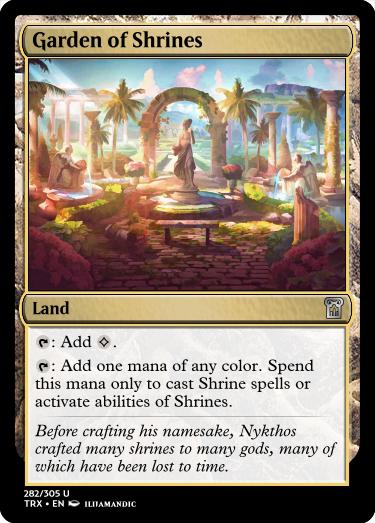 Garden of Shrines
Land
: Add .
: Add one mana of any color. Spend
this mana only to cast Shrine spells or
activate abilities of Shrines.
Before crafting his namesake, Nykthos
crafted many shrines to many gods, many of
which have been lost to time.
282/305 U
TRX • EN ILIJAMANDIC